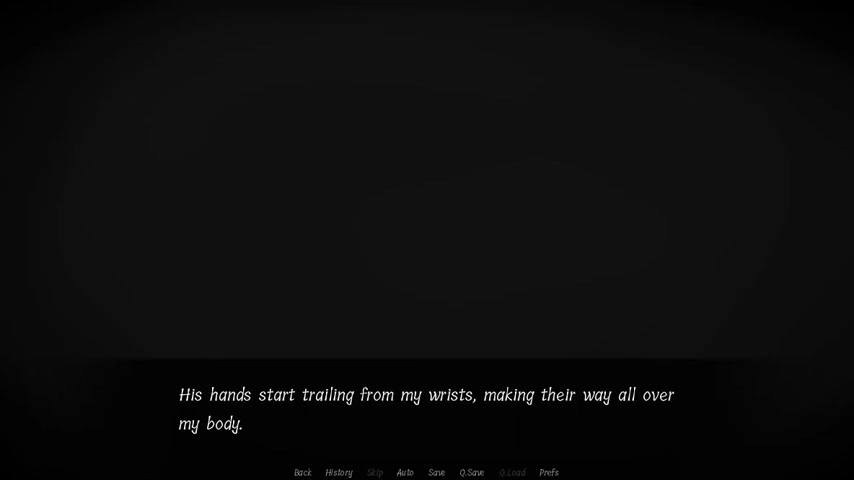 His hands start trailing from my wrists, making their way all over
my body.
Back History Skip Auto Save Q.Save Q.Load Prefs